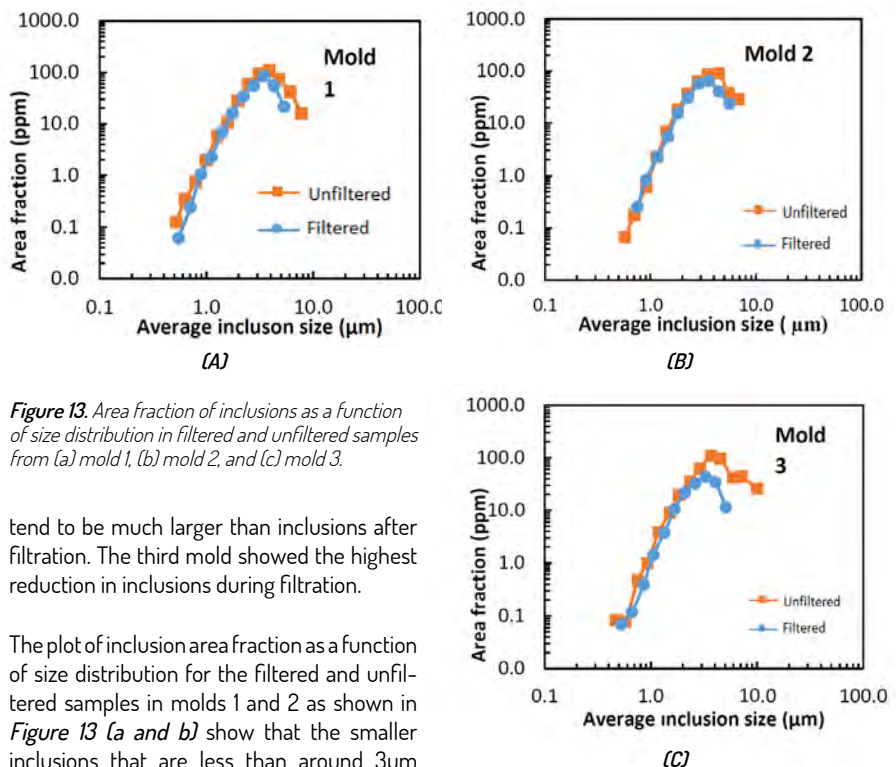 1000.0
100.0
10.0
1.0
0.1
0.0
Area fraction (ppm)
Mold
1
Unfiltered
Filtered
0.1 1.0 10.0 100.0
Average incluson size (µm)
(A)
1000.0
100.0
10.0
1.0
0.1
0.0
Area fraction (ppm)
Mold 2
Unfiltered
Filtered
0.1 1.0 10.0 100.0
Average inclusion size ( µm)
(B)
Figure 13. Area fraction of inclusions as a function
of size distribution in filtered and unfiltered samples
from (a) mold 1, (b) mold 2, and (c) mold 3.
tend to be much larger than inclusions after
filtration. The third mold showed the highest
reduction in inclusions during filtration.
The plot of inclusion area fraction as a function
of size distribution for the filtered and unfil-
tered samples in molds 1 and 2 as shown in
Figure 13 (a and b) show that the smaller
inclusions that are less than around 3µm
1000.0
100.0
10.0
1.0
0.1
0.0
Area fraction (ppm)
Mold
3
Unfiltered
Filtered
0.1 1.0 10.0 100.0
Average inclusion size (µm)
(C)